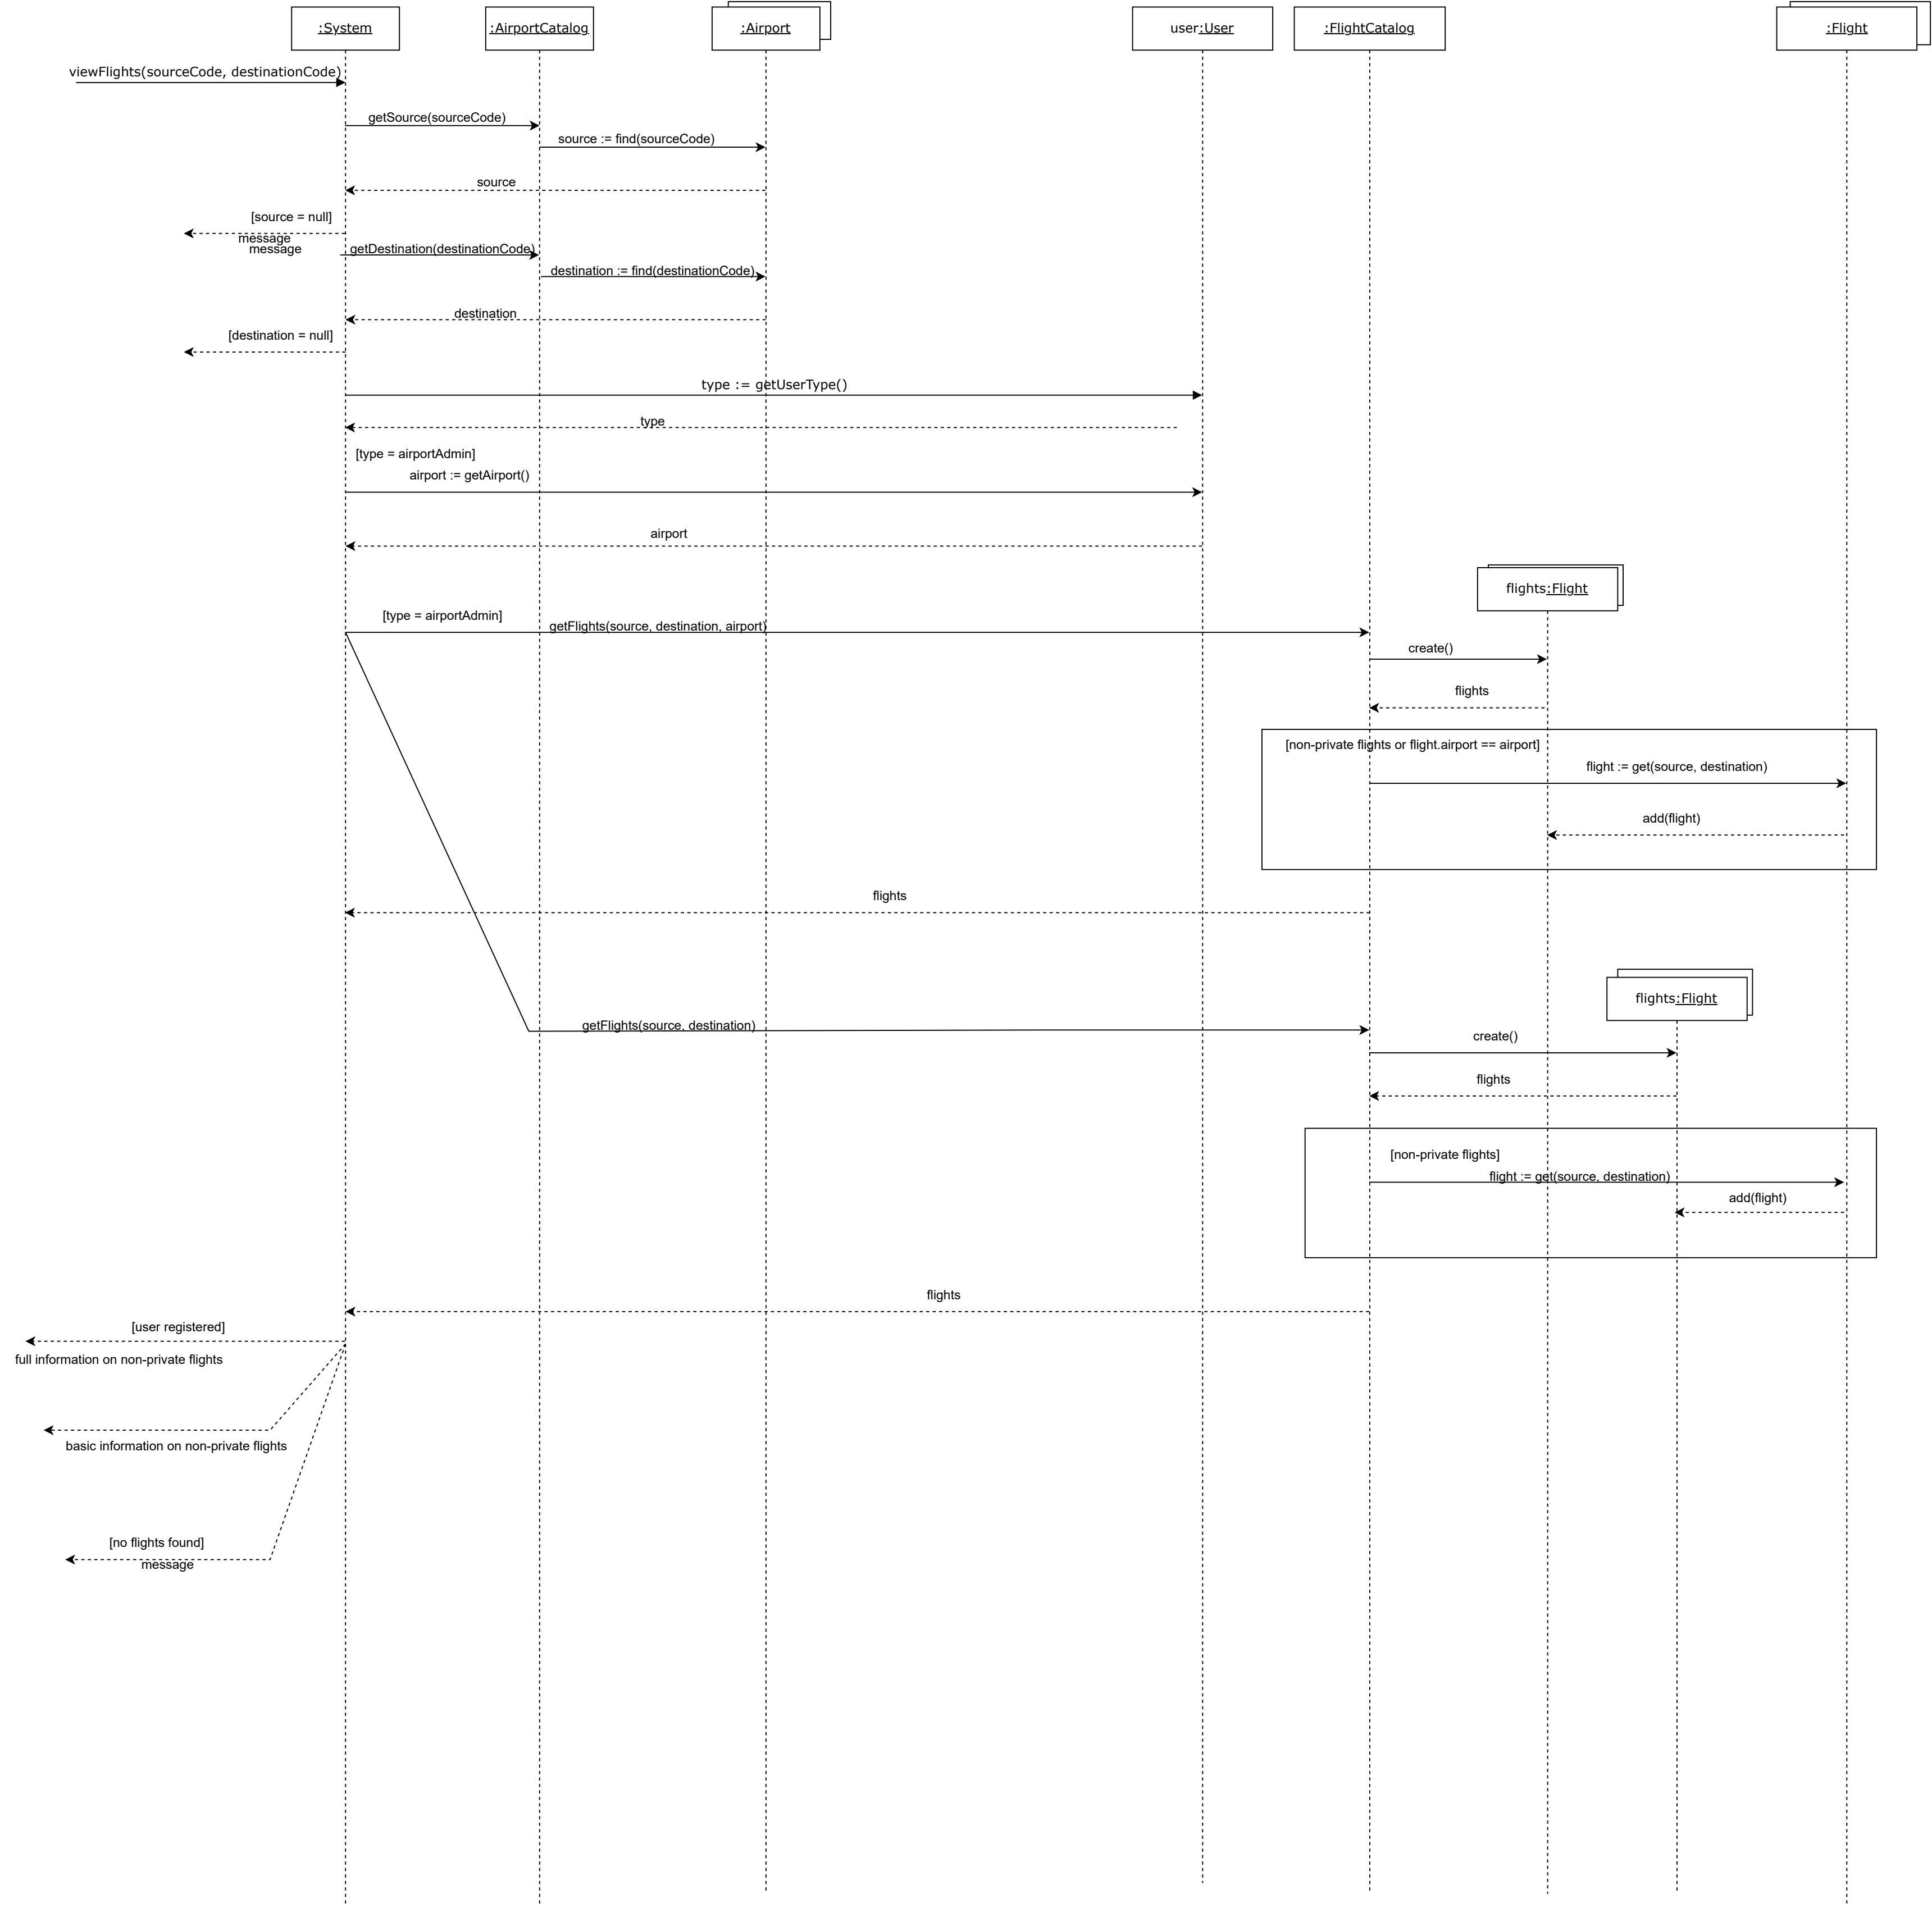 :System
:AirportCatalog
:Airport
user:User
:FlightCatalog
:Flight
viewFlights(sourceCode, destinationCode)
getSource(sourceCode)
source := find(sourceCode)
source
[source = null]
message
message
getDestination(destinationCode)
destination := find(destinationCode)
destination
[destination = null]
type := getUserType()
type
[type = airportAdmin]
airport := getAirport()
airport
flights:Flight
[type = airportAdmin]
getFlights(source, destination, airport)
create()
flights
[non-private flights or flight.airport == airport]
flight := get(source, destination)
add(flight)
flights
flights:Flight
getFlights(source, destination)
create()
flights
[non-private flights]
flight := get(source, destination)
add(flight)
flights
[user registered]
full information on non-private flights
basic information on non-private flights
[no flights found]
message